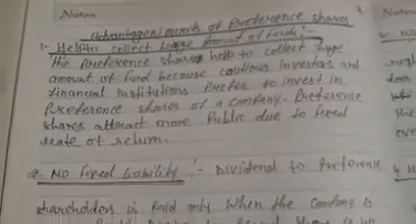 Notes
Advantages/merits of Preference shares
1- Help to collect large amount of funds:-
The Preference shares help to collect huge
amount of fund because cautious Investors and
financial Institutions Prefer to invest in
Preference shares of a company. Preference
shares attract more Public due to fixed
rate of return.
2- NO fixed liability:- Dividend to Preference
shareholders is Paid only when the Company is
Notes